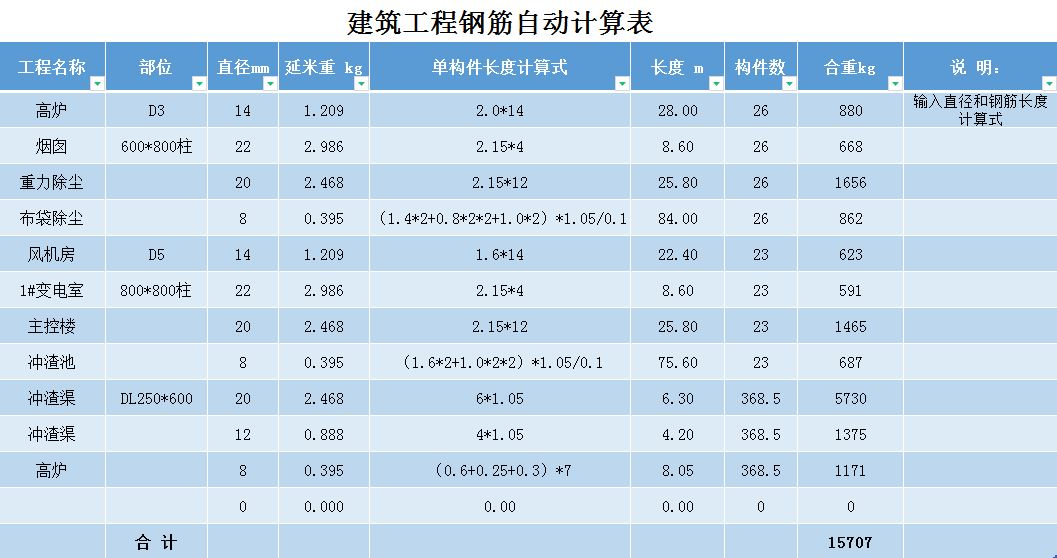 建筑工程钢筋自动计算表
工程名称 部位 直径mm 延米重 kg 单构件长度计算式 长度 m 构件数 合重kg 说 明:
高炉 D3 14 1.209 2.0*14 28.00 26 880 输入直径和钢筋长度
计算式
烟囱 600*800柱 22 2.986 2.15*4 8.60 26 668
重力除尘 20 2.468 2.15*12 25.80 26 1656
布袋除尘 8 0.395 (1.4*2+0.8*2*2+1.0*2) *1.05/0.1 84.00 26 862
风机房 D5 14 1.209 1.6*14 22.40 23 623
1#变电室 800*800柱 22 2.986 2.15*4 8.60 23 591
主控楼 20 2.468 2.15*12 25.80 23 1465
冲渣池 8 0.395 (1.6*2+1.0*2*2) *1.05/0.1 75.60 23 687
冲渣渠 DL250*600 20 2.468 6*1.05 6.30 368.5 5730
冲渣渠 12 0.888 4*1.05 4.20 368.5 1375
高炉 8 0.395 (0.6+0.25+0.3) *7 8.05 368.5 1171
0 0.000 0.00 0.00 0 0
合 计 15707